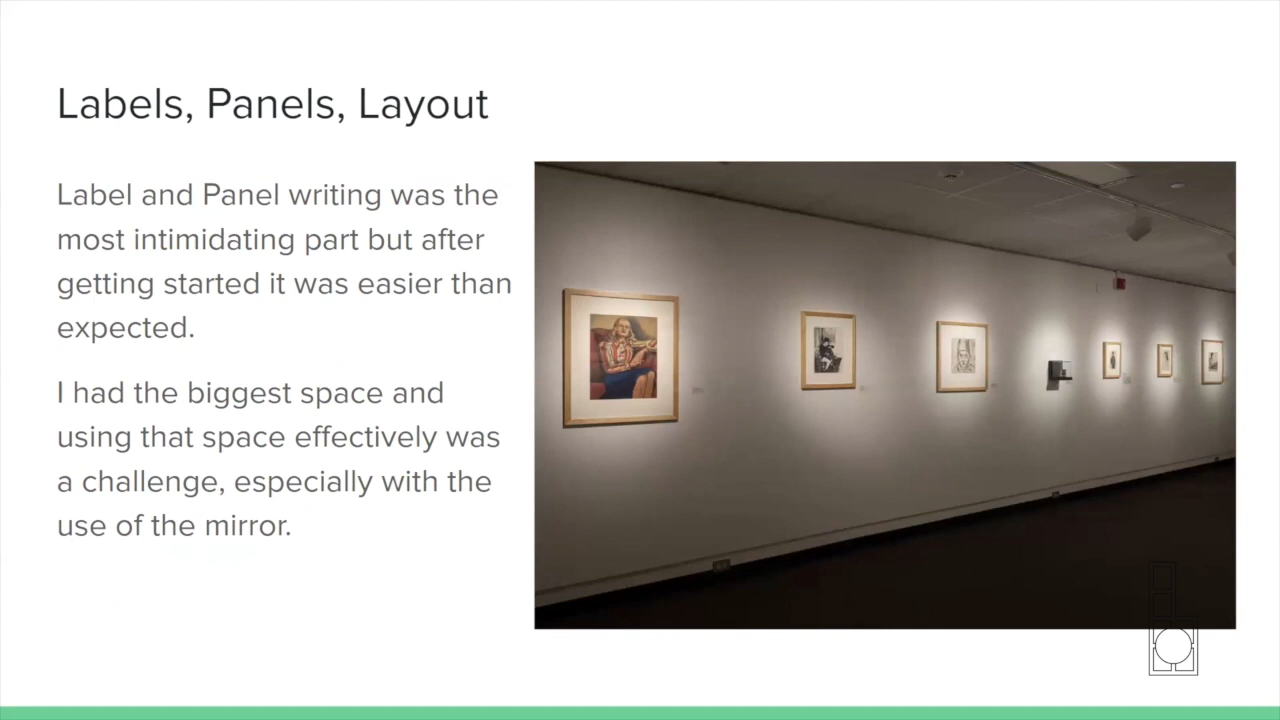 Labels, Panels, Layout
Label and Panel writing was the
most intimidating part but after
getting started it was easier than
expected.
I had the biggest space and
using that space effectively was
a challenge, especially with the
use of the mirror.